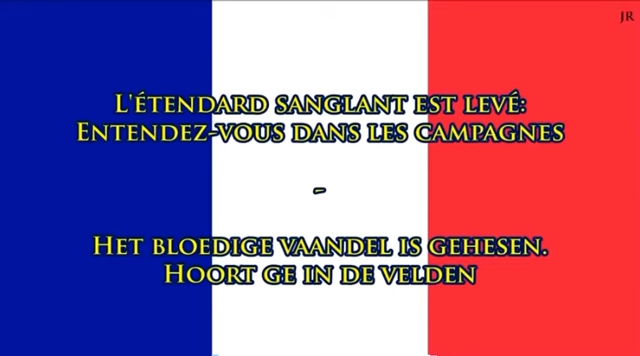 JR
L'étendard sanglant est levé:
Entendez-vous dans les campagnes
-
Het bloedige vaandel is gehesen.
Hoort ge in de velden